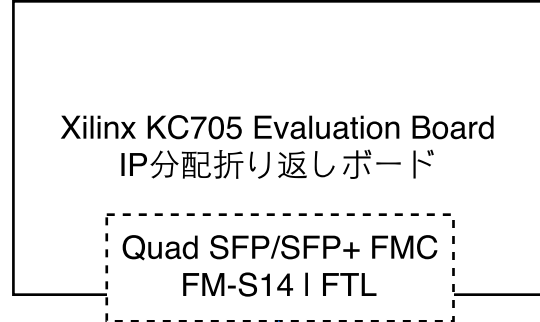 Xilinx KC705 Evaluation Board
IP分配折り返しボード
Quad SFP/SFP+ FMC
FM-S14 | FTL